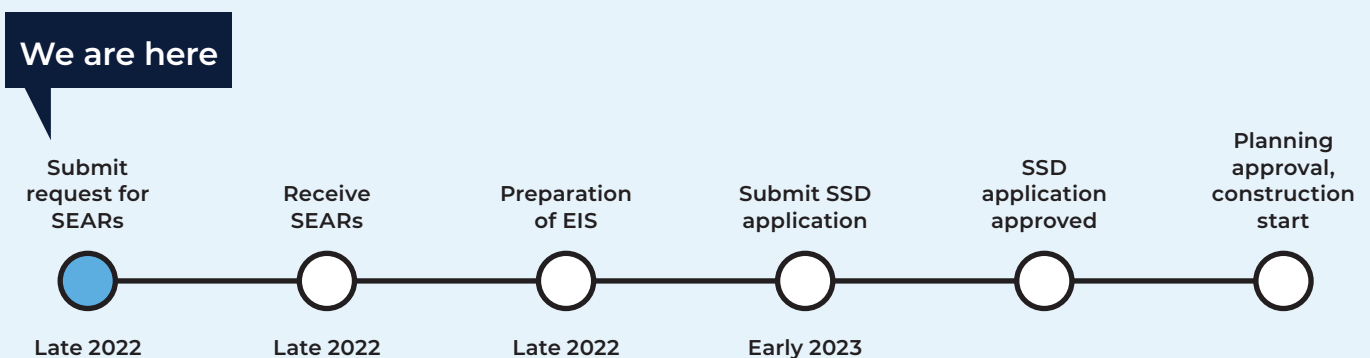 We are here
Submit
request for
SEARs
Receive
SEARs
Preparation
of EIS
Submit SSD
application
SSD
application
approved
Planning
approval,
construction
start
Late 2022
Late 2022
Late 2022
Early 2023